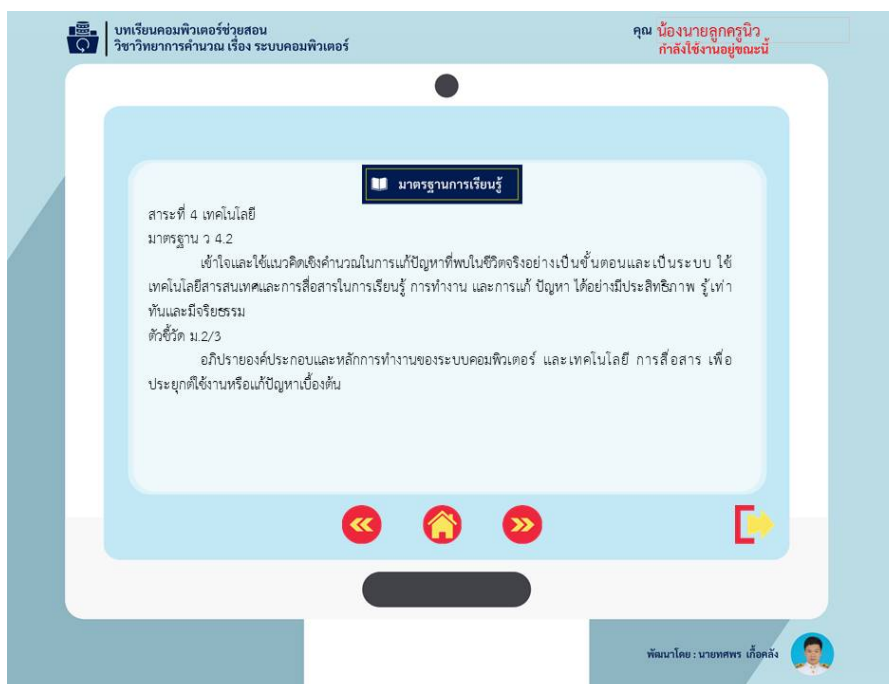 บทเรียนคอมพิวเตอร์ช่วยสอน
วิชาวิทยาการคำนวณ เรื่อง ระบบคอมพิวเตอร์
คุณ น้องนายลูกครูนิว
กำลังใช้งานอยู่ขณะนี้
มาตรฐานการเรียนรู้
สาระที่ 4 เทคโนโลยี
มาตรฐาน ว 4.2
เข้าใจและใช้แนวคิดเชิงคำนวณในการแก้ปัญหาที่พบในชีวิตจริงอย่างเป็นขั้นตอนและเป็นระบบ ใช้
เทคโนโลยีสารสนเทศและการสื่อสารในการเรียนรู้ การทำงาน และการแก้ ปัญหา ได้อย่างมีประสิทธิภาพ รู้เท่า
ทันและมีจริยธรรม
ตัวชี้วัด ม.2/3
อภิปรายองค์ประกอบและหลักการทำงานของระบบคอมพิวเตอร์ และเทคโนโลยี การสื่อสาร เพื่อ
ประยุกต์ใช้งานหรือแก้ปัญหาเบื้องต้น
พัฒนาโดย : นายทศพร เกื้อคลัง